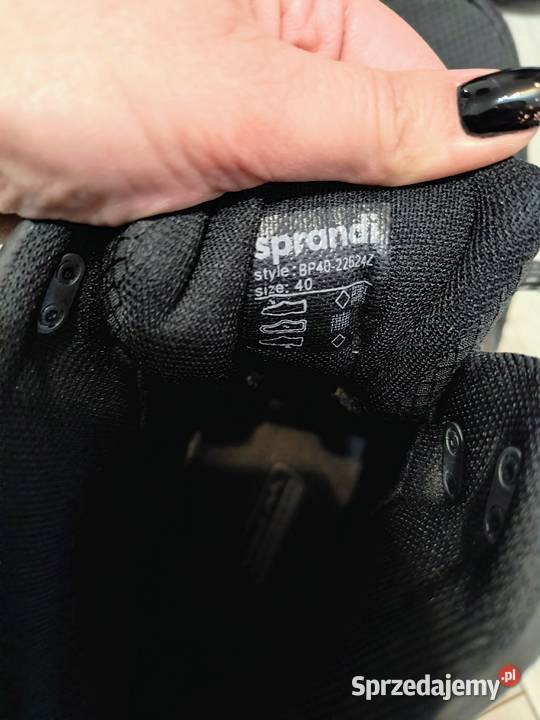 sprandi
style:BP40-22624Z
size: 40
Sprzedajemy.pl